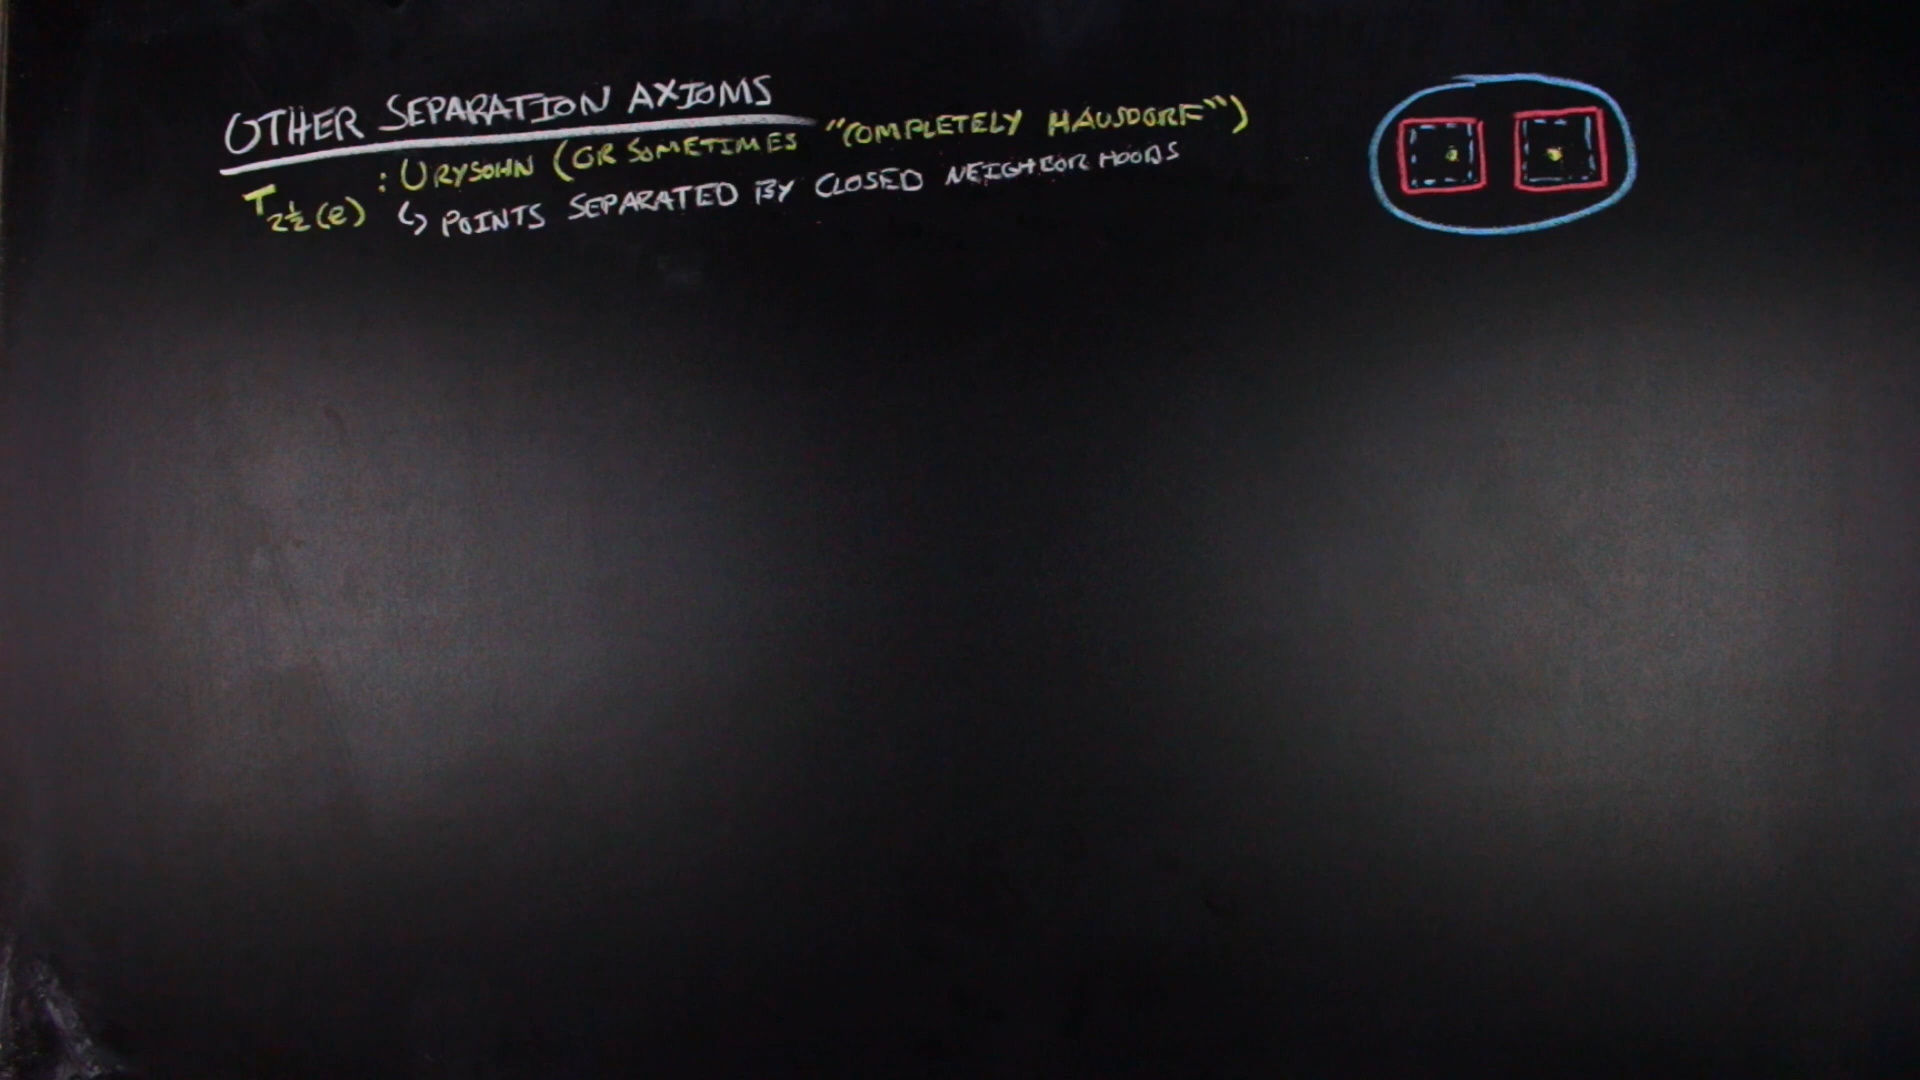 OTHER SEPARATION AXIOMS
T2½(e) : URYSOHN (OR SOMETIMES "COMPLETELY HAUSDORF")
↳ POINTS SEPARATED BY CLOSED NEIGHBORHOODS